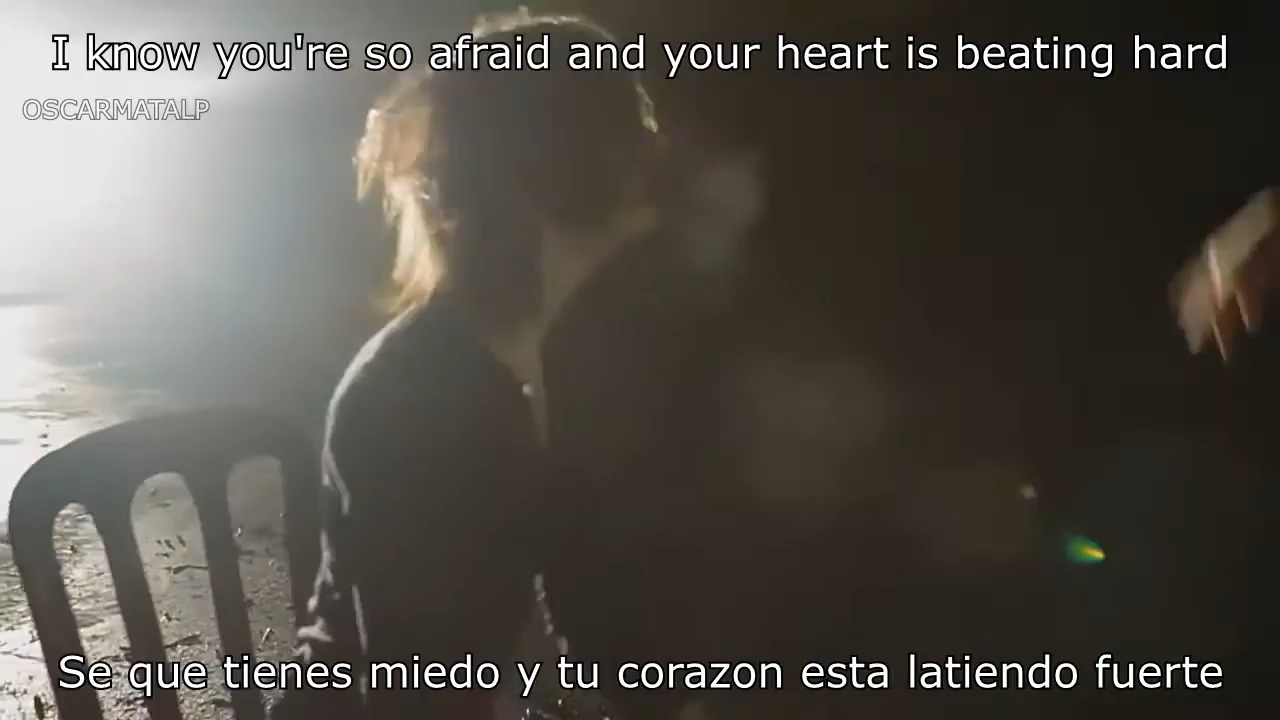 I know you're so afraid and your heart is beating hard
OSCARMATALP
Se que tienes miedo y tu corazon esta latiendo fuerte